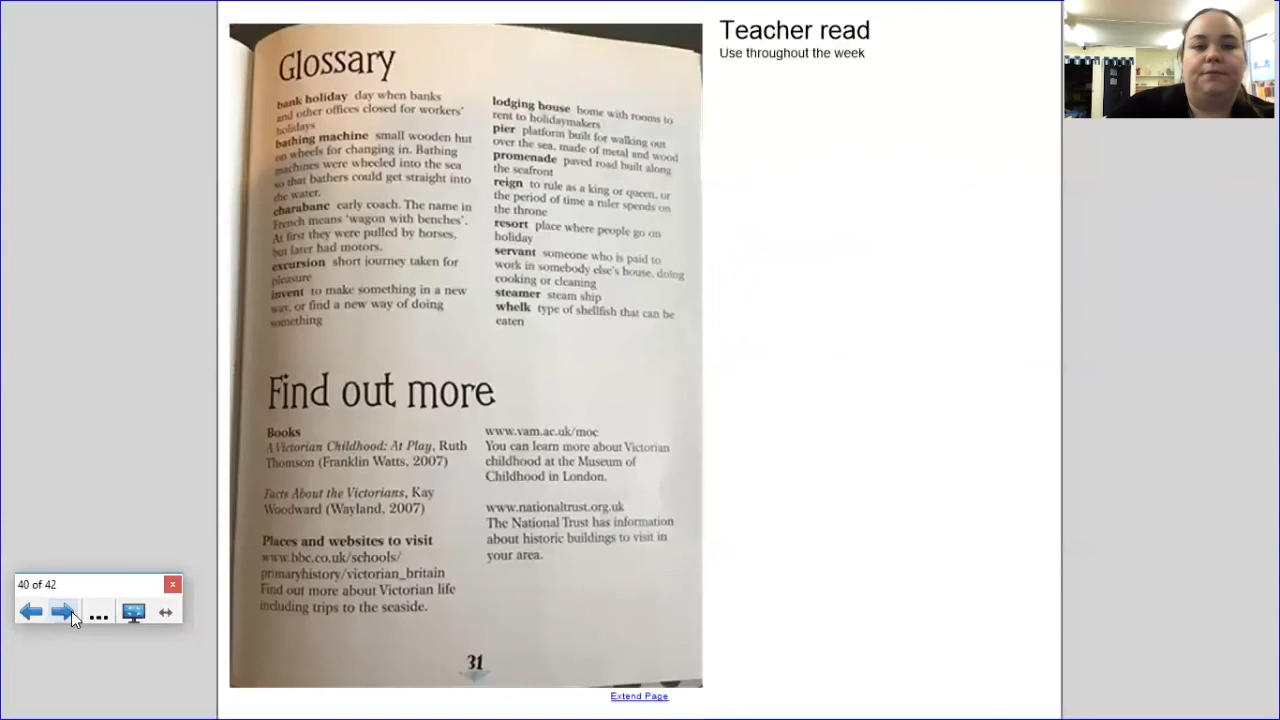 Teacher read
Use throughout the week
Glossary
bank holiday day when banks
and other offices closed for workers'
holidays
bathing machine small wooden hut
on wheels for changing in. Bathing
machines were wheeled into the sea
so that bathers could get straight into
the water.
charabanc early coach. The name in
French means 'wagon with benches'.
At first they were pulled by horses,
but later had motors.
excursion short journey taken for
pleasure
invent to make something in a new
way, or find a new way of doing
something
lodging house home with rooms to
rent to holidaymakers
pier platform built for walking out
over the sea, made of metal and wood
promenade paved road built along
the seafront
reign to rule as a king or queen, or
the period of time a ruler spends on
the throne
resort place where people go on
holiday
servant someone who is paid to
work in somebody else's house, doing
cooking or cleaning
steamer steam ship
whelk type of shellfish that can be
eaten
Find out more
Books
A Victorian Childhood: At Play, Ruth
Thomson (Franklin Watts, 2007)
Facts About the Victorians, Kay
Woodward (Wayland, 2007)
Places and websites to visit
www.bbc.co.uk/schools/
primaryhistory/victorian_britain
Find out more about Victorian life
including trips to the seaside.
www.vam.ac.uk/moc
You can learn more about Victorian
childhood at the Museum of
Childhood in London.
www.nationaltrust.org.uk
The National Trust has information
about historic buildings to visit in
your area.
31
Extend Page
40 of 42